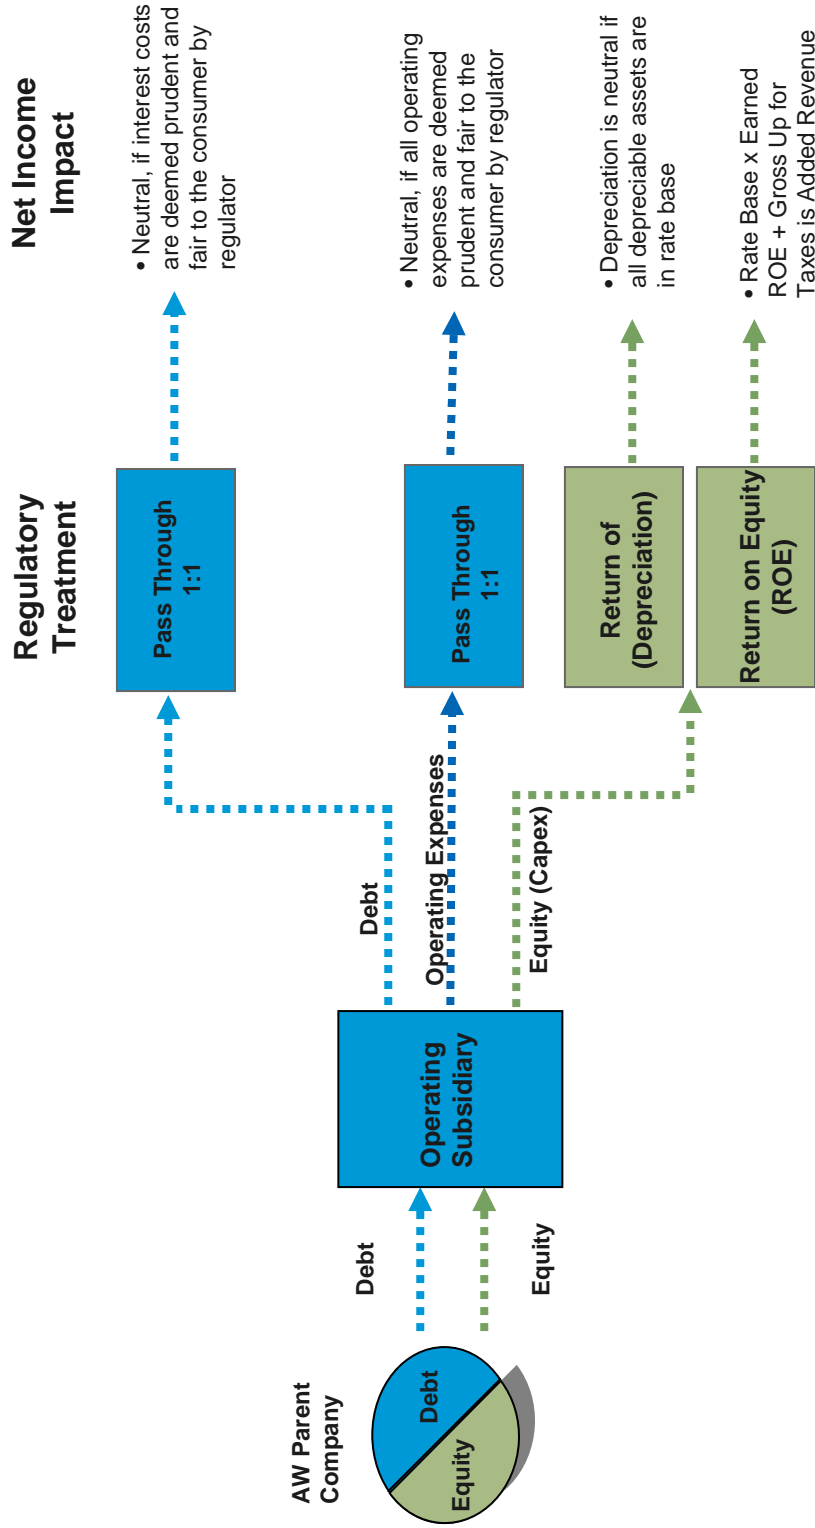 AW Parent
Company
Equity
Debt
Debt
Equity
Operating
Subsidiary
Debt
Operating Expenses
Equity (Capex)
Regulatory
Treatment
Pass Through
1:1
Pass Through
1:1
Return of
(Depreciation)
Return on Equity
(ROE)
Net Income
Impact
• Neutral, if interest costs
are deemed prudent and
fair to the consumer by
regulator
• Neutral, if all operating
expenses are deemed
prudent and fair to the
consumer by regulator
• Depreciation is neutral if
all depreciable assets are
in rate base
• Rate Base x Earned
ROE + Gross Up for
Taxes is Added Revenue